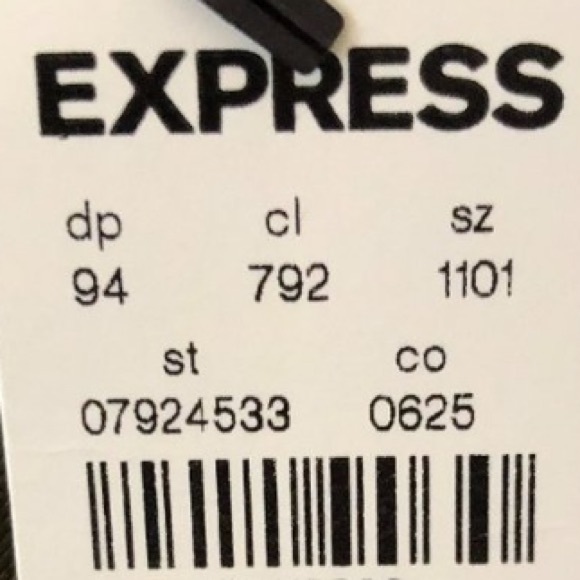 EXPRESS
dp cl sz
94 792 1101
st co
07924533 0625